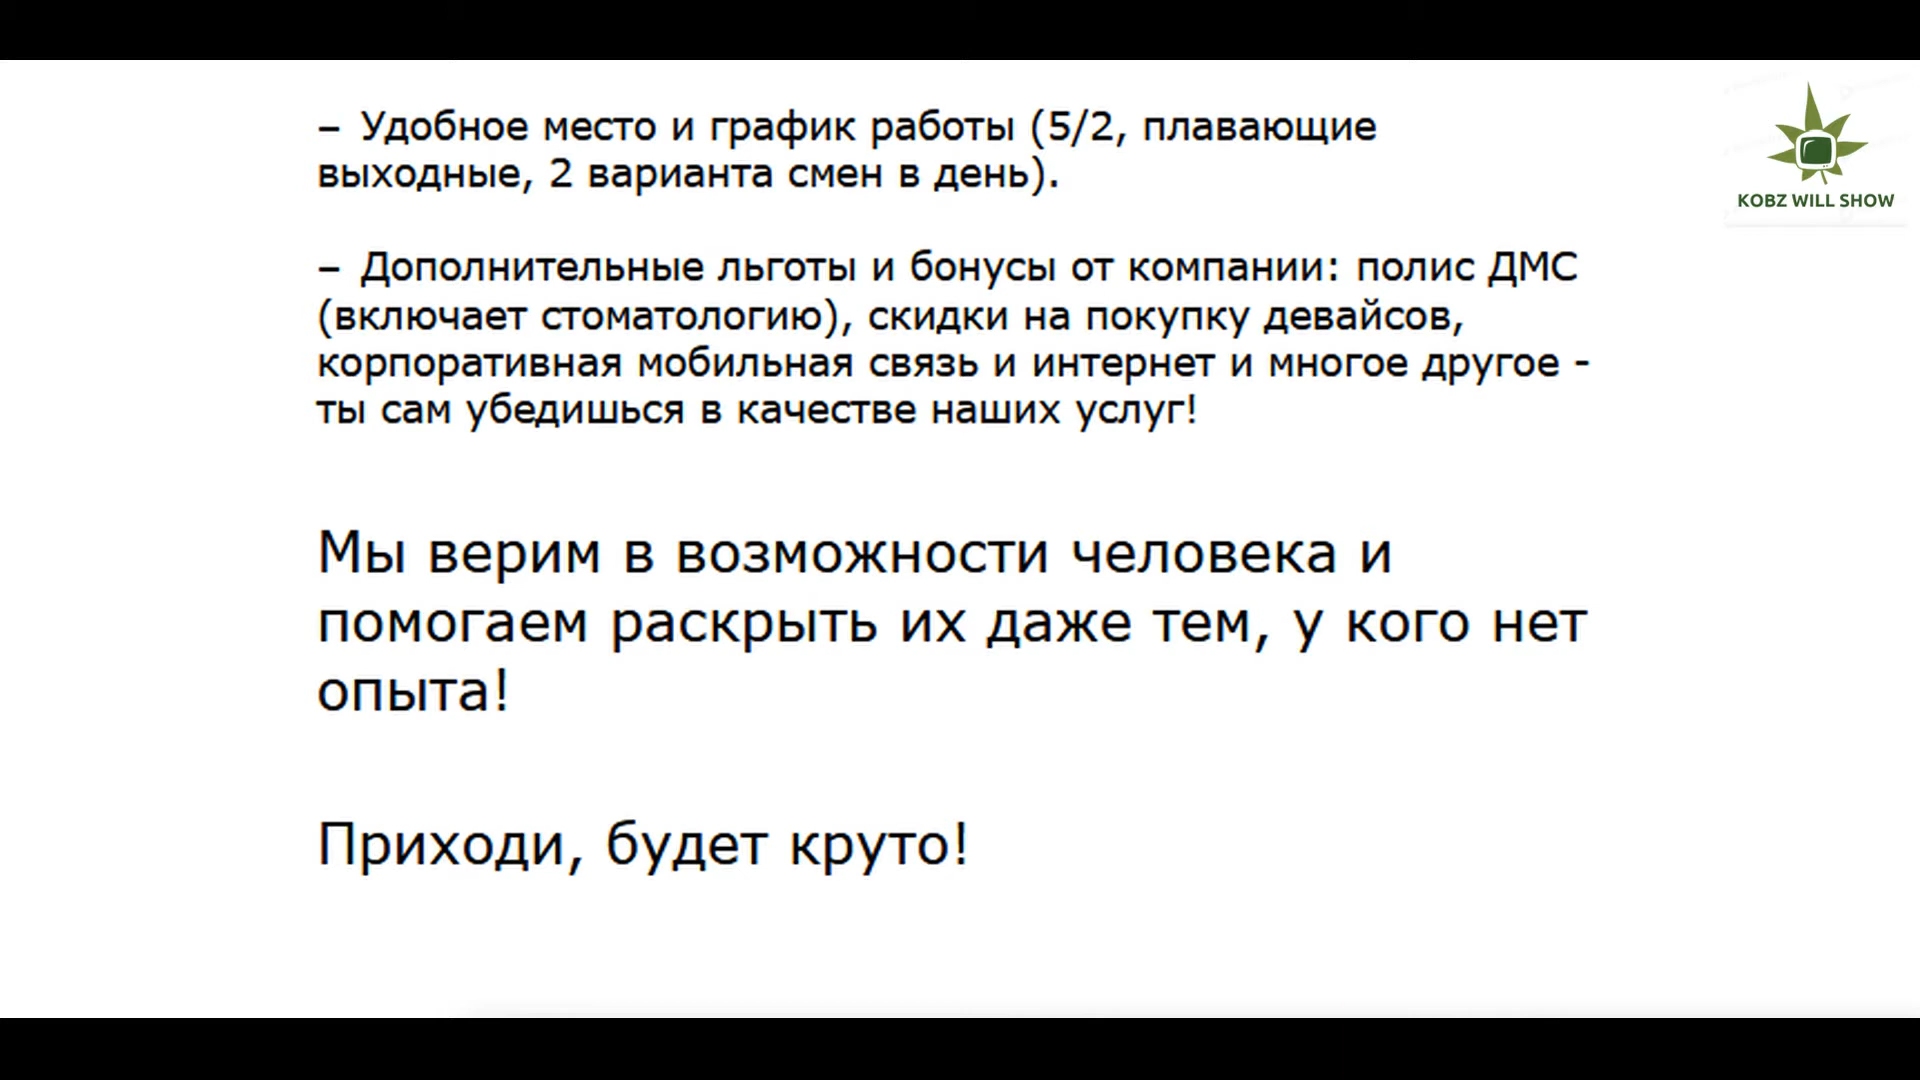 – Удобное место и график работы (5/2, плавающие
выходные, 2 варианта смен в день).
– Дополнительные льготы и бонусы от компании: полис ДМС
(включает стоматологию), скидки на покупку девайсов,
корпоративная мобильная связь и интернет и многое другое -
ты сам убедишься в качестве наших услуг!
Мы верим в возможности человека и
помогаем раскрыть их даже тем, у кого нет
опыта!
Приходи, будет круто!
KOBZ WILL SHOW